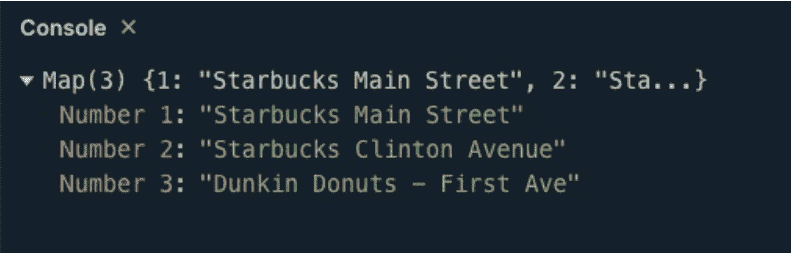 Console ×
▼ Map(3) {1: "Starbucks Main Street", 2: "Sta...}
Number 1: "Starbucks Main Street"
Number 2: "Starbucks Clinton Avenue"
Number 3: "Dunkin Donuts – First Ave"